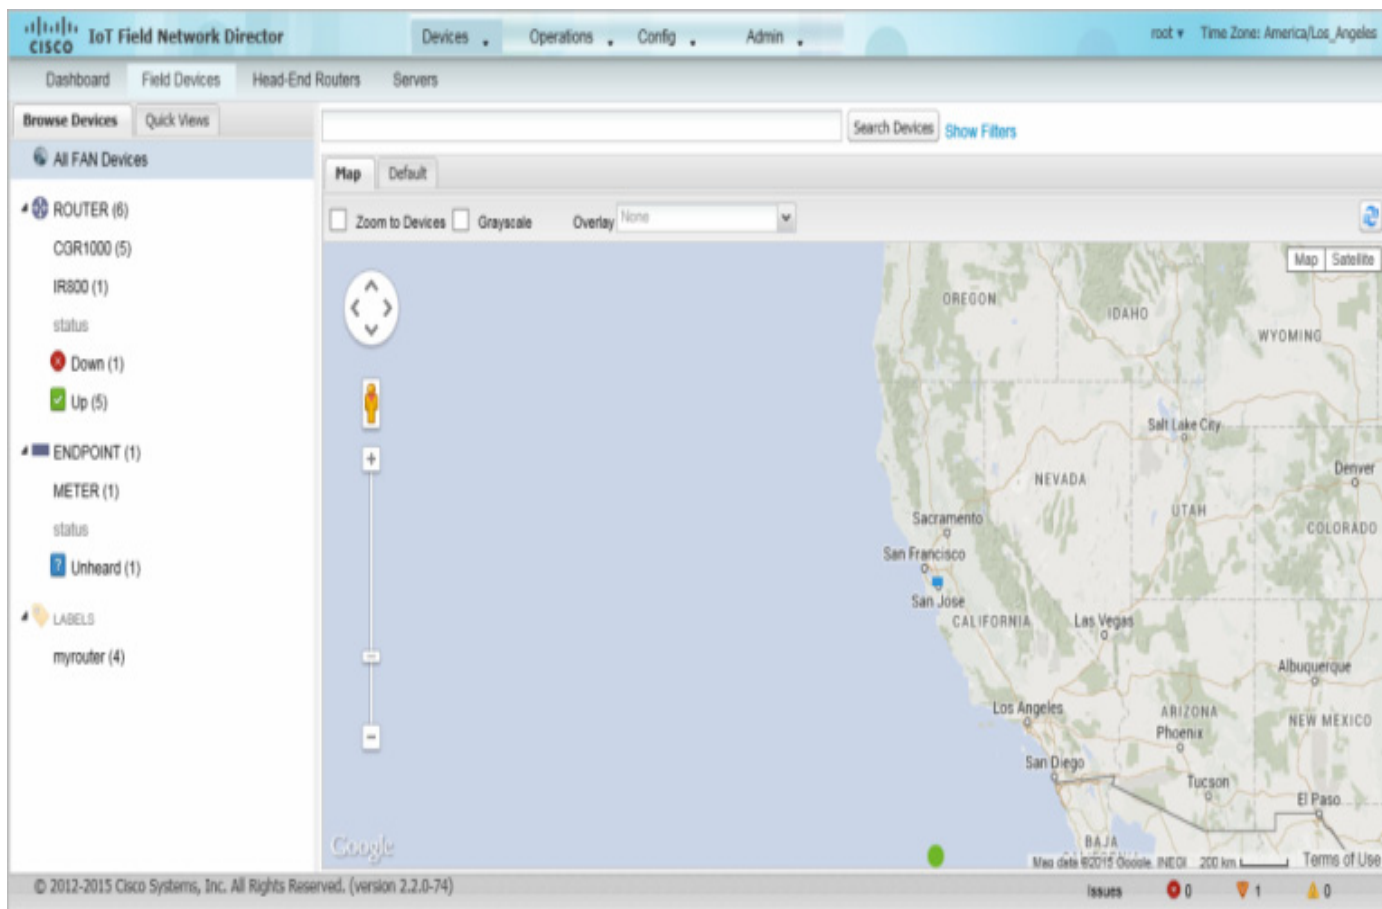 CISCO IoT Field Network Director
Devices Operations Config Admin
root Time Zone: America/Los_Angeles
Dashboard Field Devices Head-End Routers Servers
Browse Devices Quick Views
Search Devices Show Filters
All FAN Devices
Map Default
ROUTER (6)
Zoom to Devices Grayscale Overlay None
CGR1000 (5)
IR800 (1)
status
Down (1)
Up (5)
ENDPOINT (1)
METER (1)
status
Unheard (1)
LABELS
myrouter (4)
Map Satellite
OREGON
IDAHO
WYOMING
Salt Lake City
Denver
NEVADA
UTAH
COLORADO
Sacramento
San Francisco
San Jose
CALIFORNIA
Las Vegas
Albuquerque
Los Angeles
ARIZONA
NEW MEXICO
Phoenix
San Diego
Tucson
El Paso
BAJA
CALIFORNIA
Google
Map data ©2015 Google, INEGI 200 km Terms of Use
© 2012-2015 Cisco Systems, Inc. All Rights Reserved. (version 2.2.0-74)
Issues 0 1 0